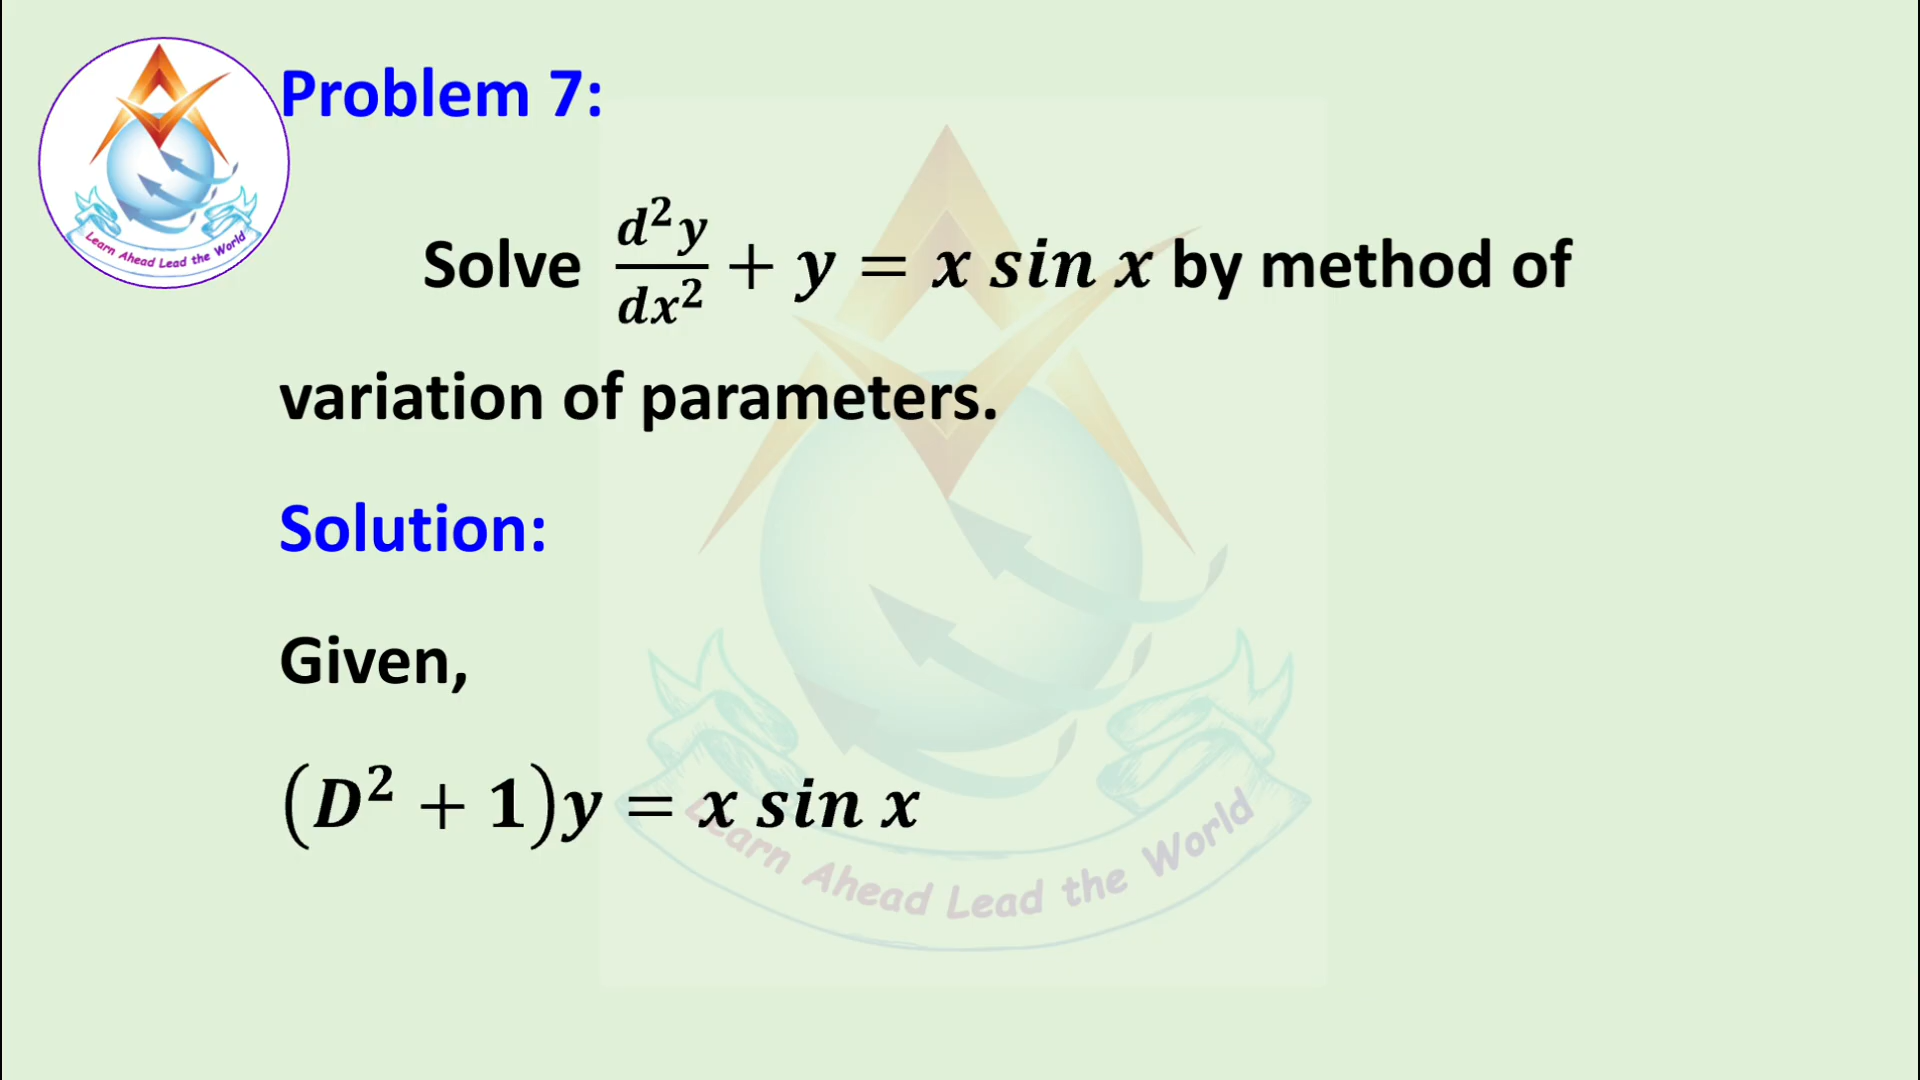 Problem 7:
Solve d²y/dx² + y = x sin x by method of
variation of parameters.
Solution:
Given,
(D² + 1)y = x sin x
Learn Ahead Lead the World
Learn Ahead Lead the World